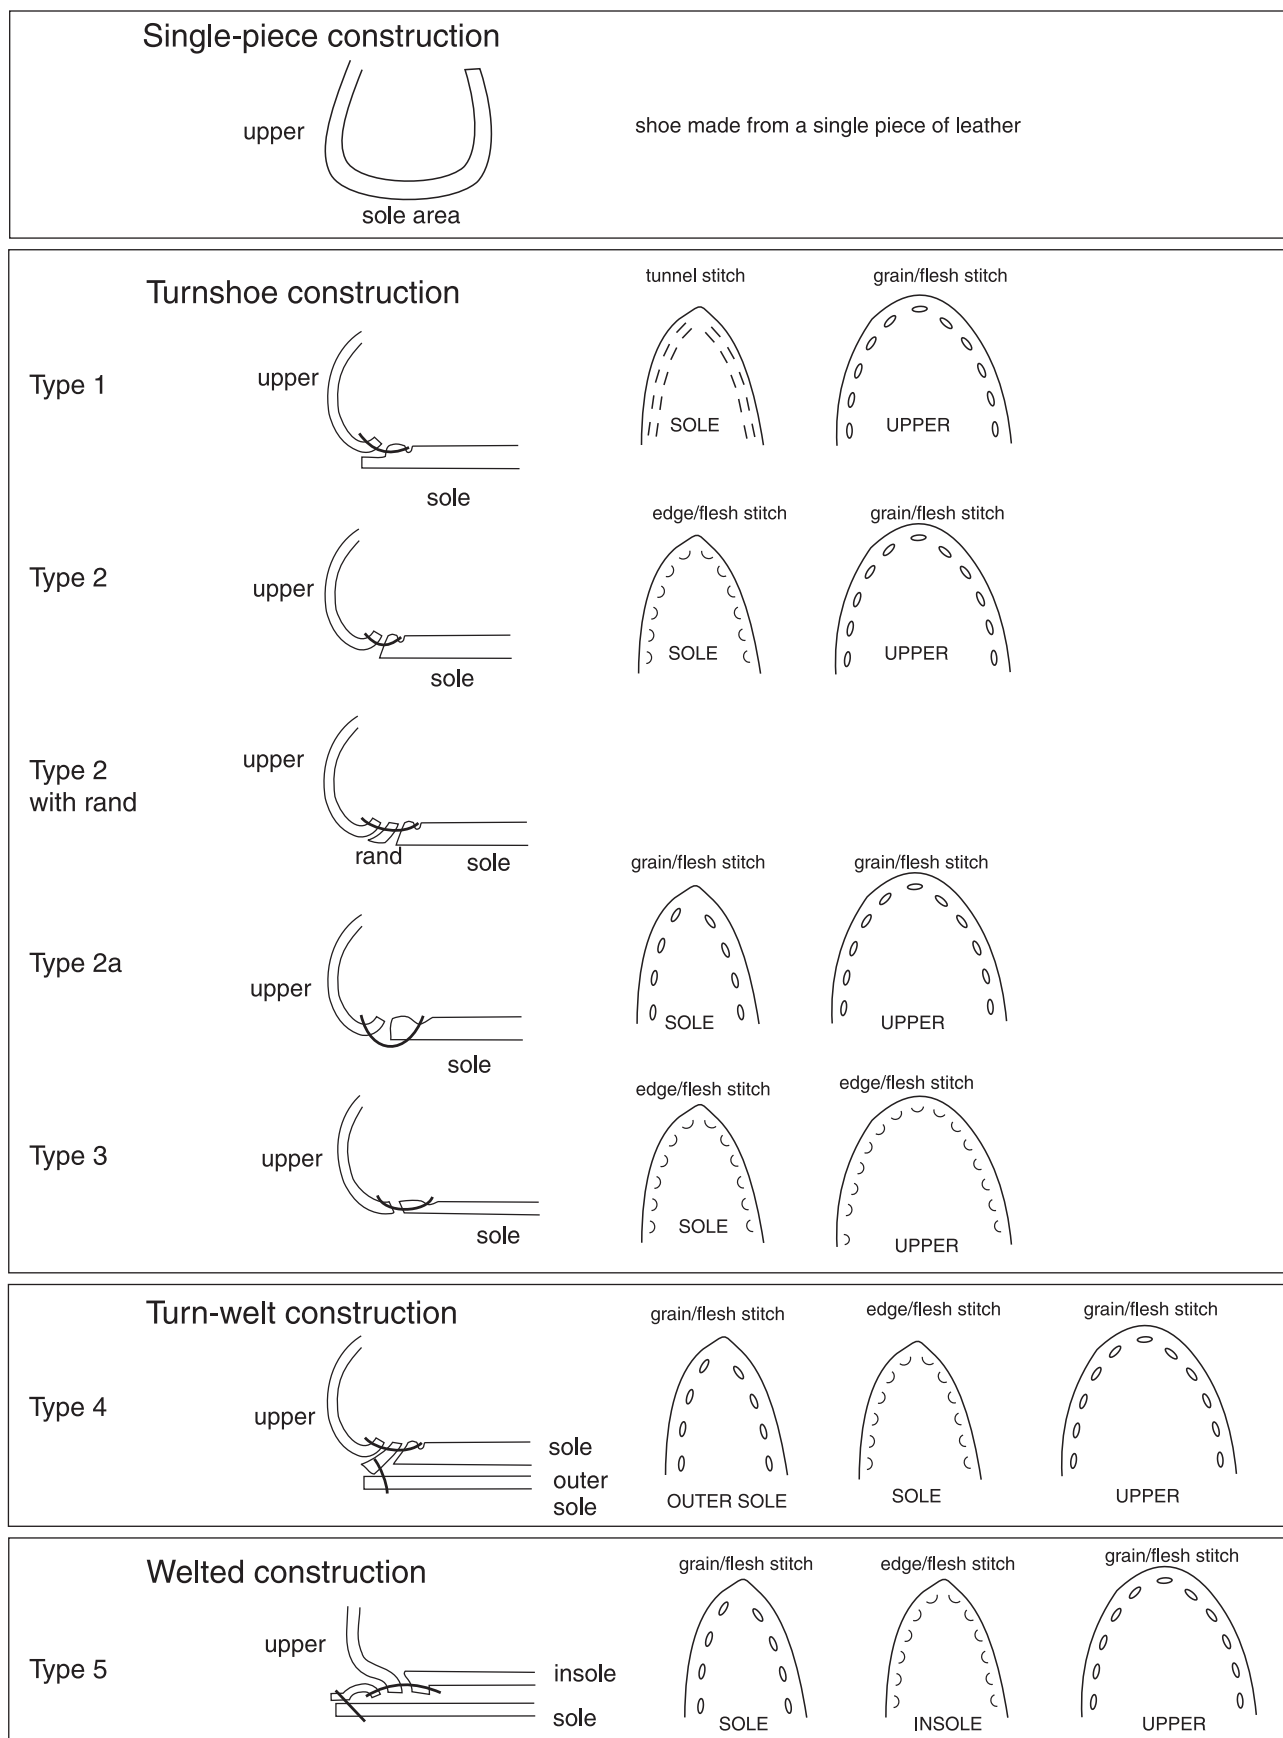 Single-piece construction
upper
shoe made from a single piece of leather
sole area
Turnshoe construction
tunnel stitch
grain/flesh stitch
Type 1
upper
SOLE
UPPER
sole
edge/flesh stitch
grain/flesh stitch
Type 2
upper
SOLE
UPPER
sole
Type 2
with rand
upper
rand
sole
grain/flesh stitch
grain/flesh stitch
Type 2a
upper
SOLE
UPPER
sole
edge/flesh stitch
edge/flesh stitch
Type 3
upper
SOLE
UPPER
sole
Turn-welt construction
grain/flesh stitch
edge/flesh stitch
grain/flesh stitch
Type 4
upper
sole
outer
sole
OUTER SOLE
SOLE
UPPER
Welted construction
grain/flesh stitch
edge/flesh stitch
grain/flesh stitch
Type 5
upper
insole
sole
SOLE
INSOLE
UPPER